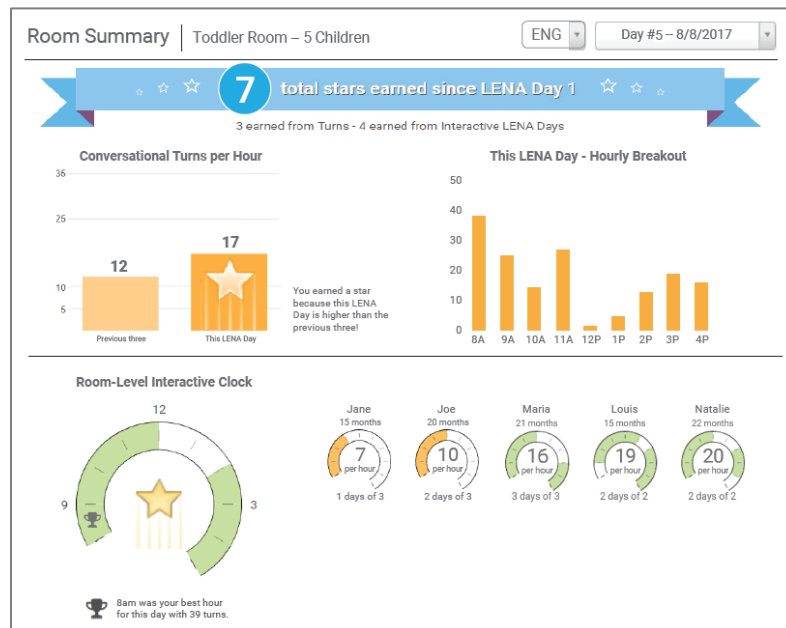 Room Summary
Toddler Room – 5 Children
ENG
Day #5 – 8/8/2017
7 total stars earned since LENA Day 1
3 earned from Turns - 4 earned from Interactive LENA Days
Conversational Turns per Hour
35
25
10
5
12
17
Previous three
This LENA Day
You earned a star
because this LENA
Day is higher than the
previous three!
This LENA Day - Hourly Breakout
50
40
30
20
10
0
8A 9A 10A 11A 12P 1P 2P 3P 4P
Room-Level Interactive Clock
12
9
3
8am was your best hour
for this day with 39 turns.
Jane
15 months
7
per hour
1 days of 3
Joe
20 months
10
per hour
2 days of 3
Maria
21 months
16
per hour
3 days of 3
Louis
15 months
19
per hour
2 days of 2
Natalie
22 months
20
per hour
2 days of 2